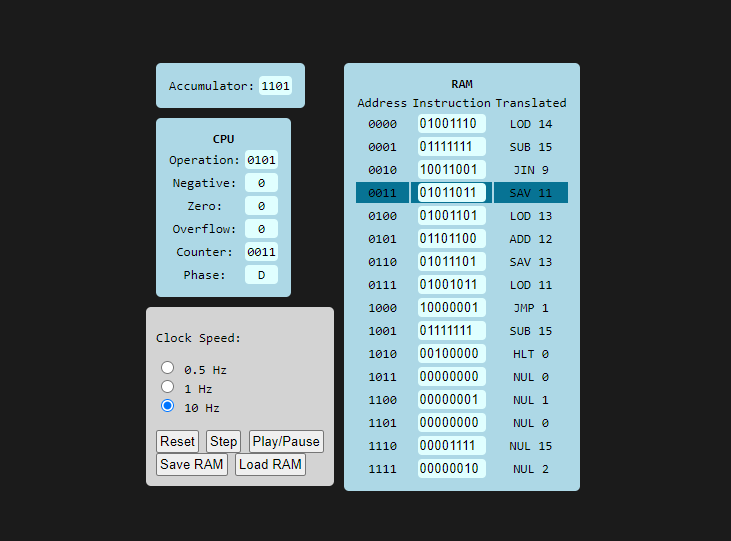 Accumulator: 1101
CPU
Operation: 0101
Negative: 0
Zero: 0
Overflow: 0
Counter: 0011
Phase: D
Clock Speed:
0.5 Hz
1 Hz
10 Hz
Reset Step Play/Pause
Save RAM Load RAM
RAM
Address Instruction Translated
0000 01001110 LOD 14
0001 01111111 SUB 15
0010 10011001 JIN 9
0011 01011011 SAV 11
0100 01001101 LOD 13
0101 01101100 ADD 12
0110 01011101 SAV 13
0111 01001011 LOD 11
1000 10000001 JMP 1
1001 01111111 SUB 15
1010 00100000 HLT 0
1011 00000000 NUL 0
1100 00000001 NUL 1
1101 00000000 NUL 0
1110 00001111 NUL 15
1111 00000010 NUL 2